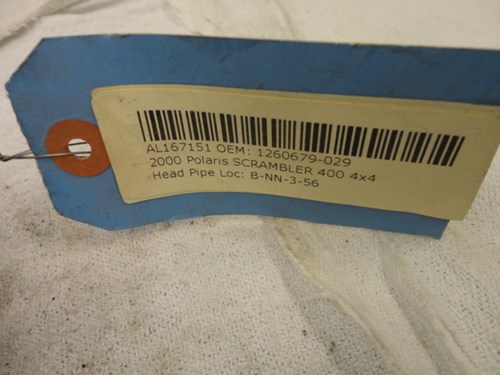 AL167151 OEM: 1260679-029
2000 Polaris SCRAMBLER 400 4x4
Head Pipe Loc: B-NN-3-56